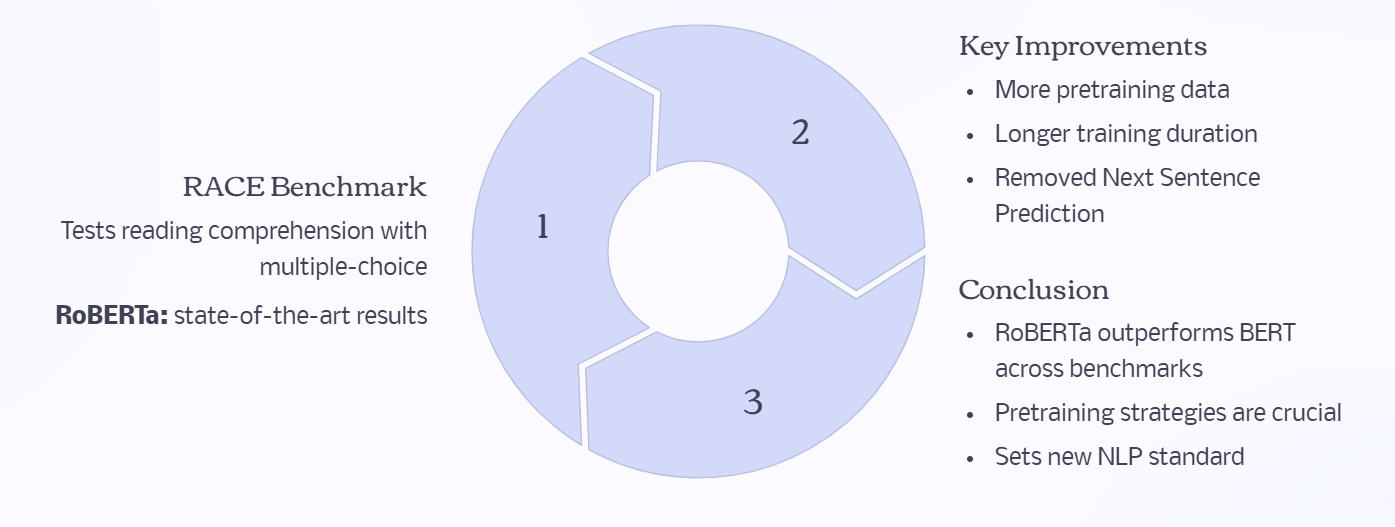 RACE Benchmark
Tests reading comprehension with
multiple-choice
RoBERTa: state-of-the-art results
1
2
Key Improvements
• More pretraining data
• Longer training duration
• Removed Next Sentence
Prediction
3
Conclusion
• RoBERTa outperforms BERT
across benchmarks
• Pretraining strategies are crucial
• Sets new NLP standard